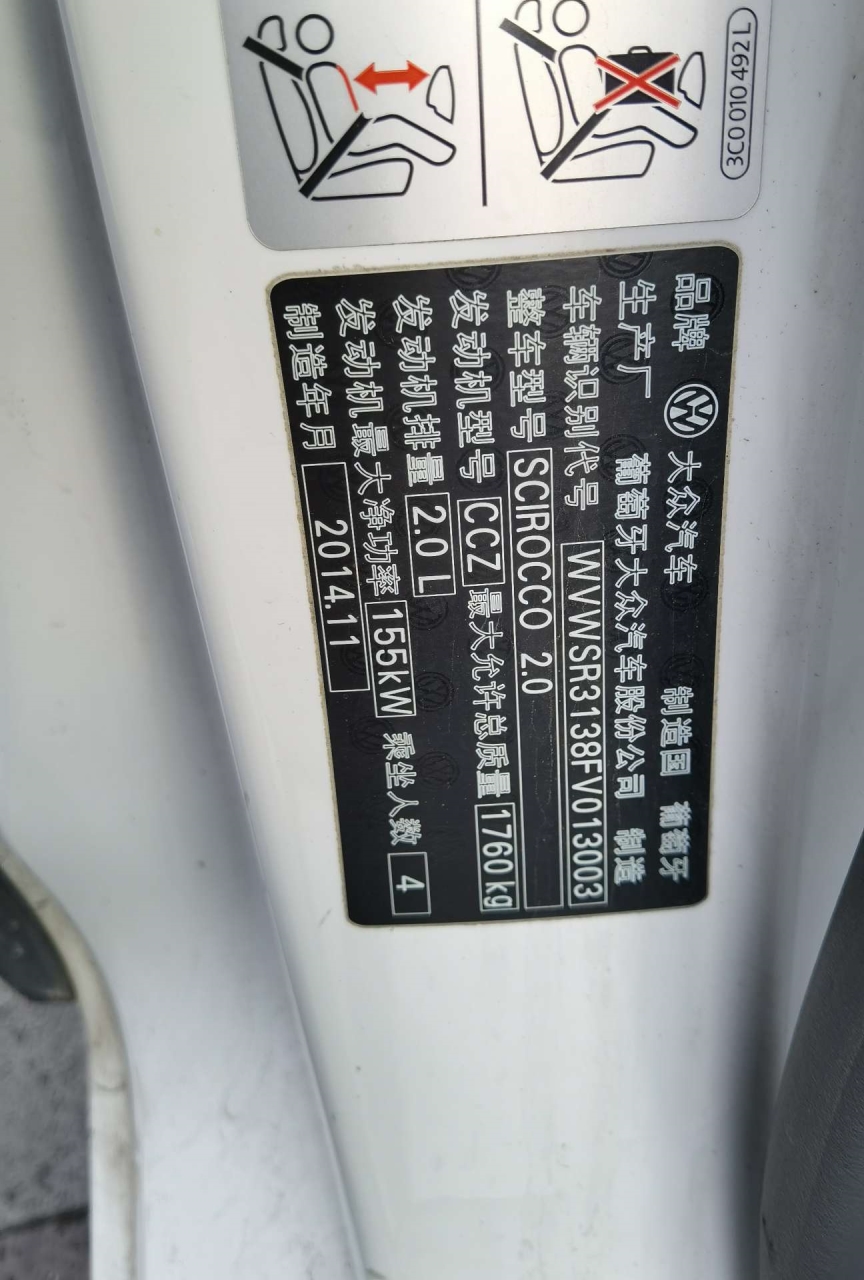 3C0 010 492 L
品牌 大众汽车 制造国 葡萄牙
生产厂 葡萄牙大众汽车股份公司 制造
车辆识别代号 WVWSR3138FV013003
整车型号 SCIROCCO 2.0
发动机型号 CCZ 最大允许总质量 1760kg
发动机排量 2.0 L
发动机最大净功率 155kW 乘坐人数 4
制造年月 2014.11